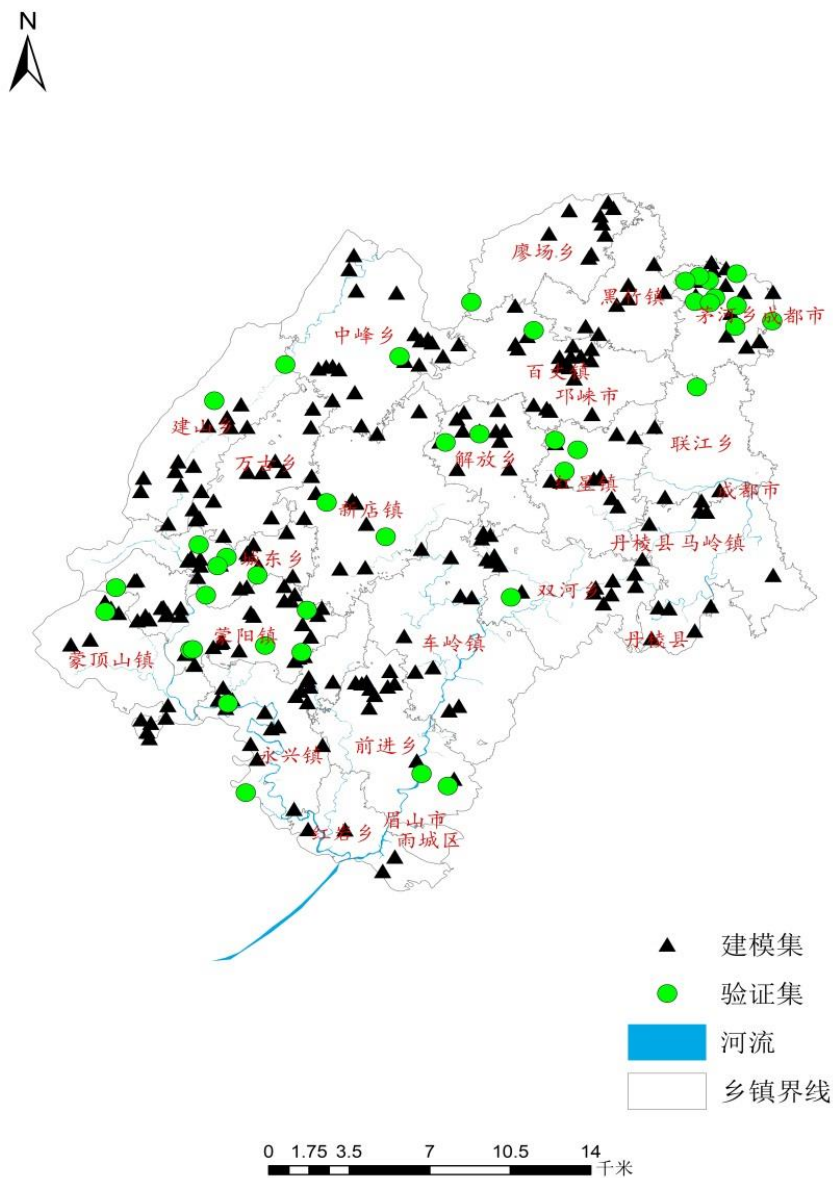 N
廖场乡
黑竹镇
茅河乡成都市
中峰乡
百丈镇
邛崃市
建山乡
联江乡
解放乡
万古乡
成都市
新店镇
丹棱县 马岭镇
城东乡
双河乡
蒙阳镇
车岭镇
丹棱县
蒙顶山镇
前进乡
永兴镇
眉山市
红岩乡
雨城区
建模集
验证集
河流
乡镇界线
0 1.75 3.5 7 10.5 14
千米